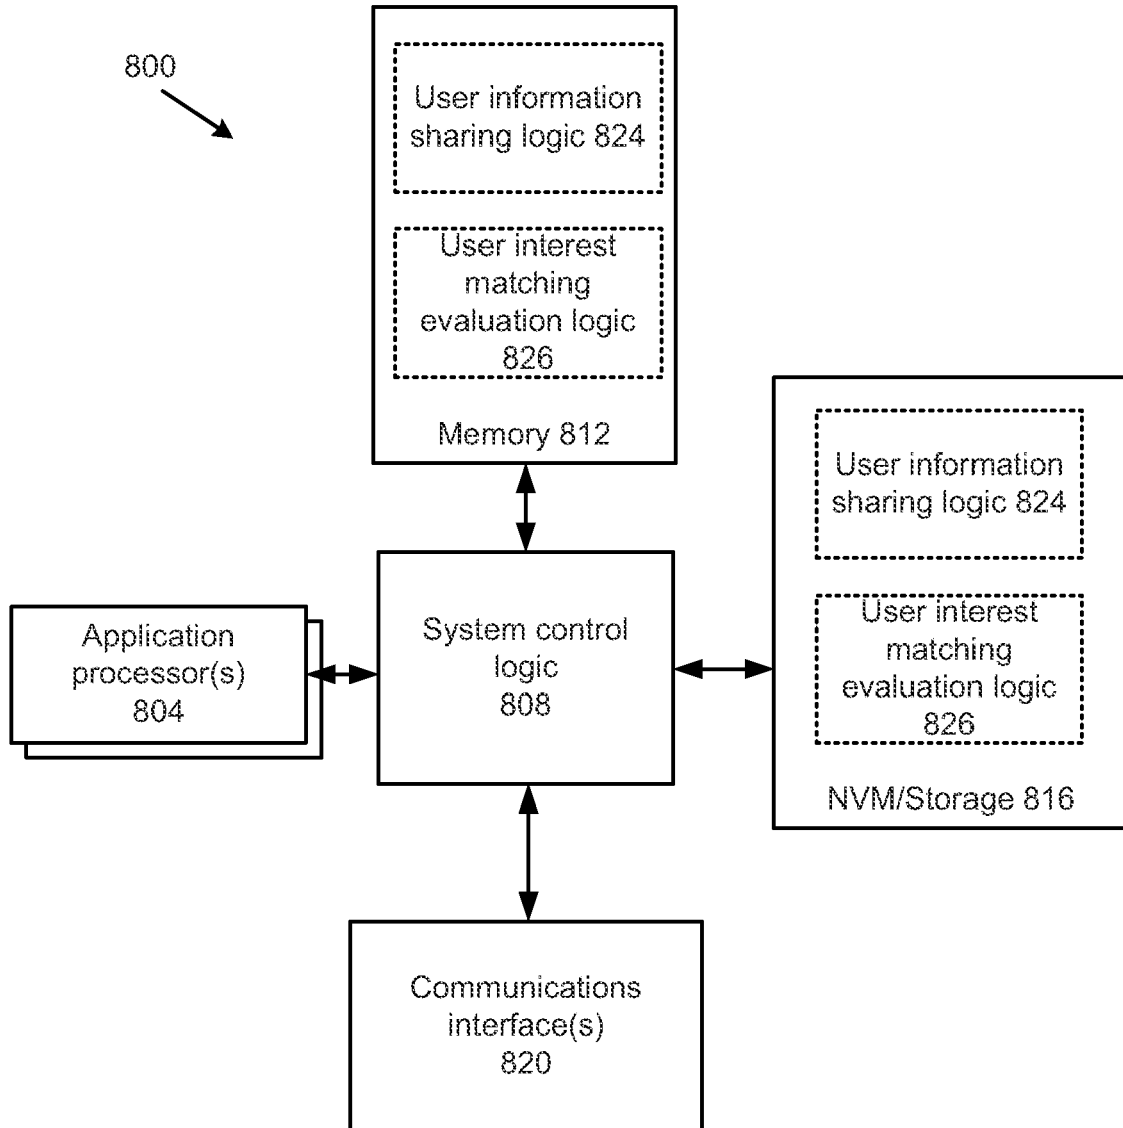 800
User information
sharing logic 824
User interest
matching
evaluation logic
826
Memory 812
User information
sharing logic 824
User interest
matching
evaluation logic
826
NVM/Storage 816
Application
processor(s)
804
System control
logic
808
Communications
interface(s)
820